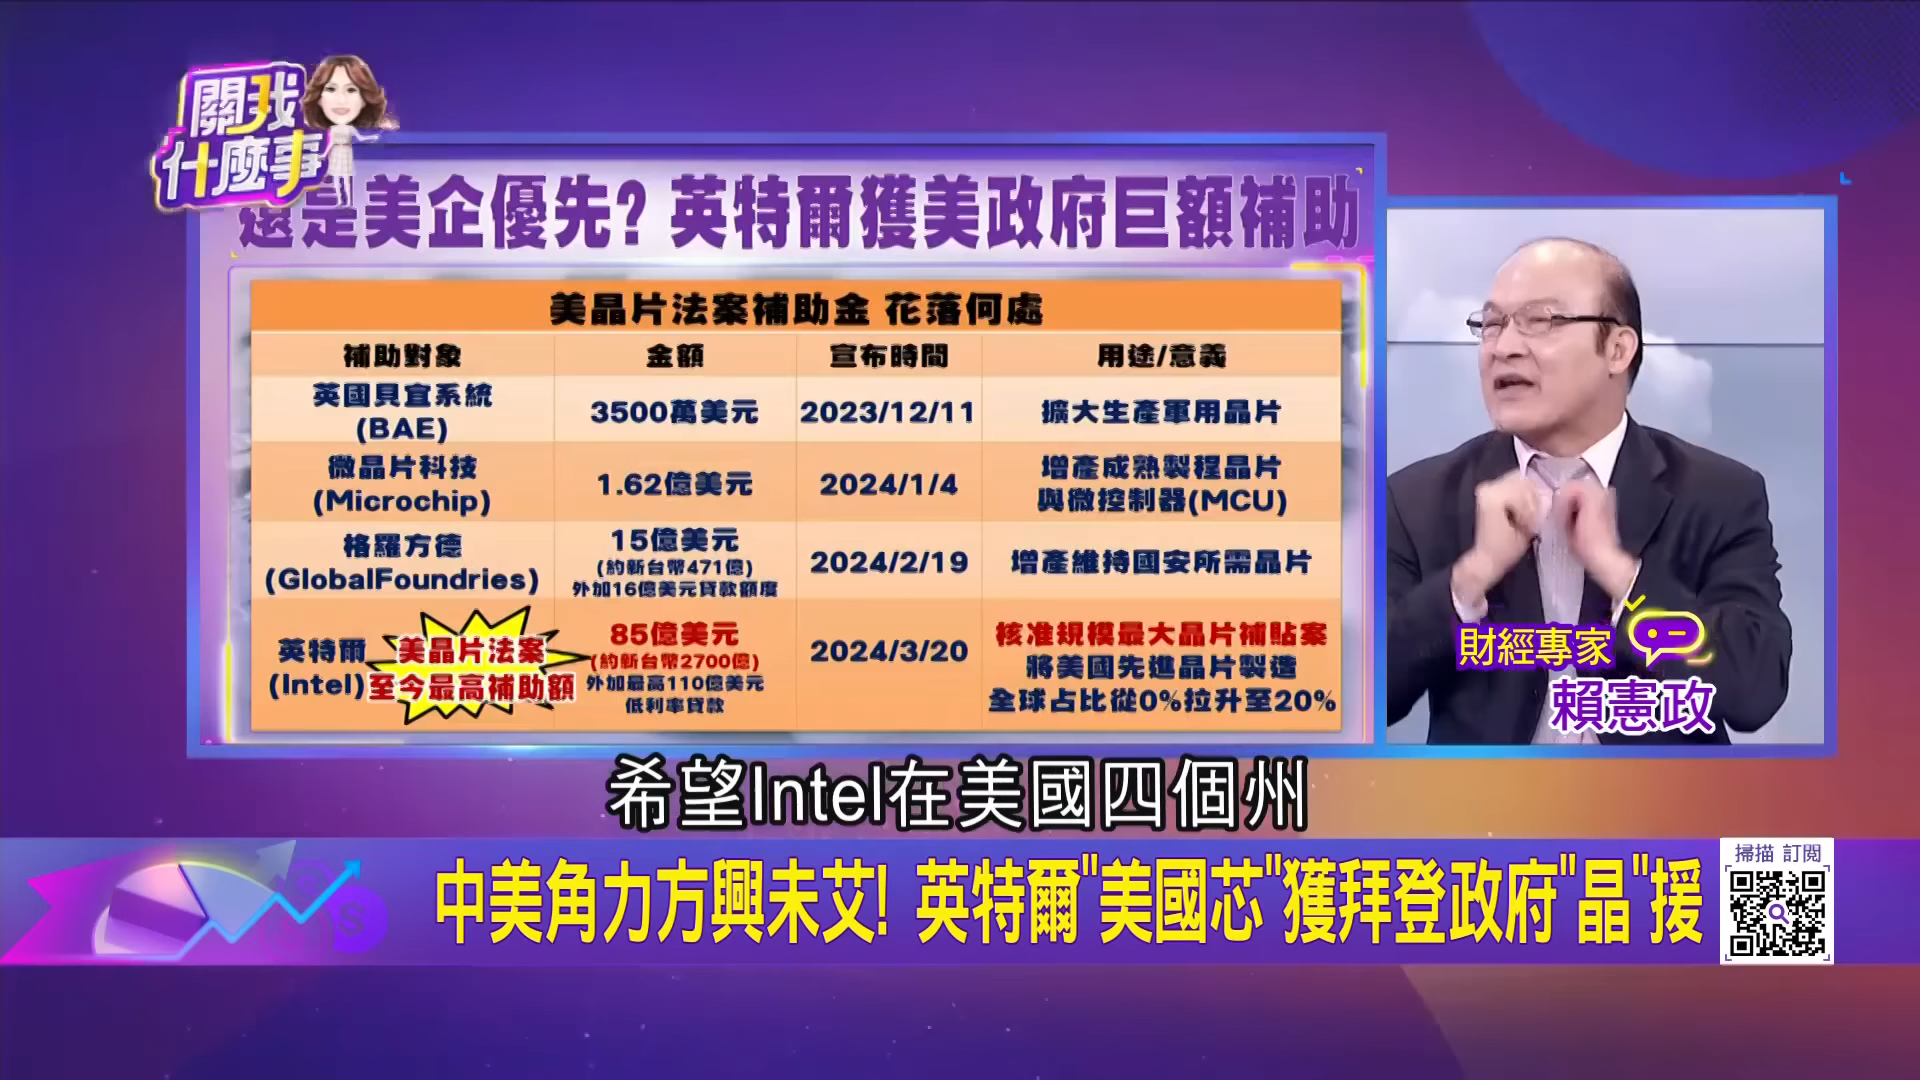 關我
什麼事
還是美企優先? 英特爾獲美政府巨額補助
美晶片法案補助金 花落何處
補助對象 金額 宣布時間 用途/意義
英國貝宜系統
(BAE)
3500萬美元
2023/12/11
擴大生產軍用晶片
微晶片科技
(Microchip)
1.62億美元
2024/1/4
增產成熟製程晶片
與微控制器(MCU)
格羅方德
(GlobalFoundries)
15億美元
(約新台幣471億)
外加16億美元貸款額度
2024/2/19
增產維持國安所需晶片
英特爾
(Intel)
美晶片法案
至今最高補助額
85億美元
(約新台幣2700億)
外加最高110億美元
低利率貸款
2024/3/20
核准規模最大晶片補貼案
將美國先進晶片製造
全球占比從0%拉升至20%
財經專家
賴憲政
希望Intel在美國四個州
中美角力方興未艾! 英特爾"美國芯"獲拜登政府"晶"援
掃描 訂閱